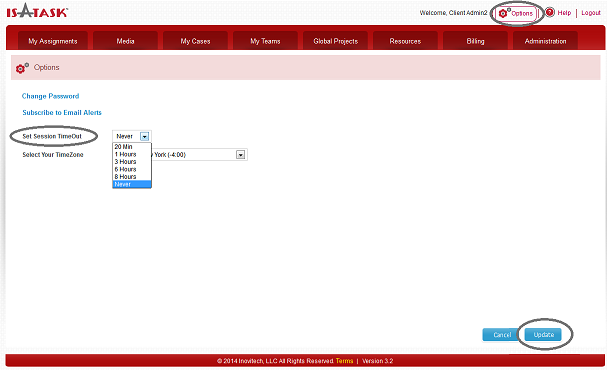 ISATASK
Welcome, Client Admin2 | Options | Help | Logout
My Assignments Media My Cases My Teams Global Projects Resources Billing Administration
Options
Change Password
Subscribe to Email Alerts
Set Session TimeOut Never
20 Min
1 Hours
3 Hours
6 Hours
8 Hours
Never
Select Your TimeZone York (-4:00)
Cancel Update
© 2014 Inovitech, LLC All Rights Reserved. Terms | Version 3.2